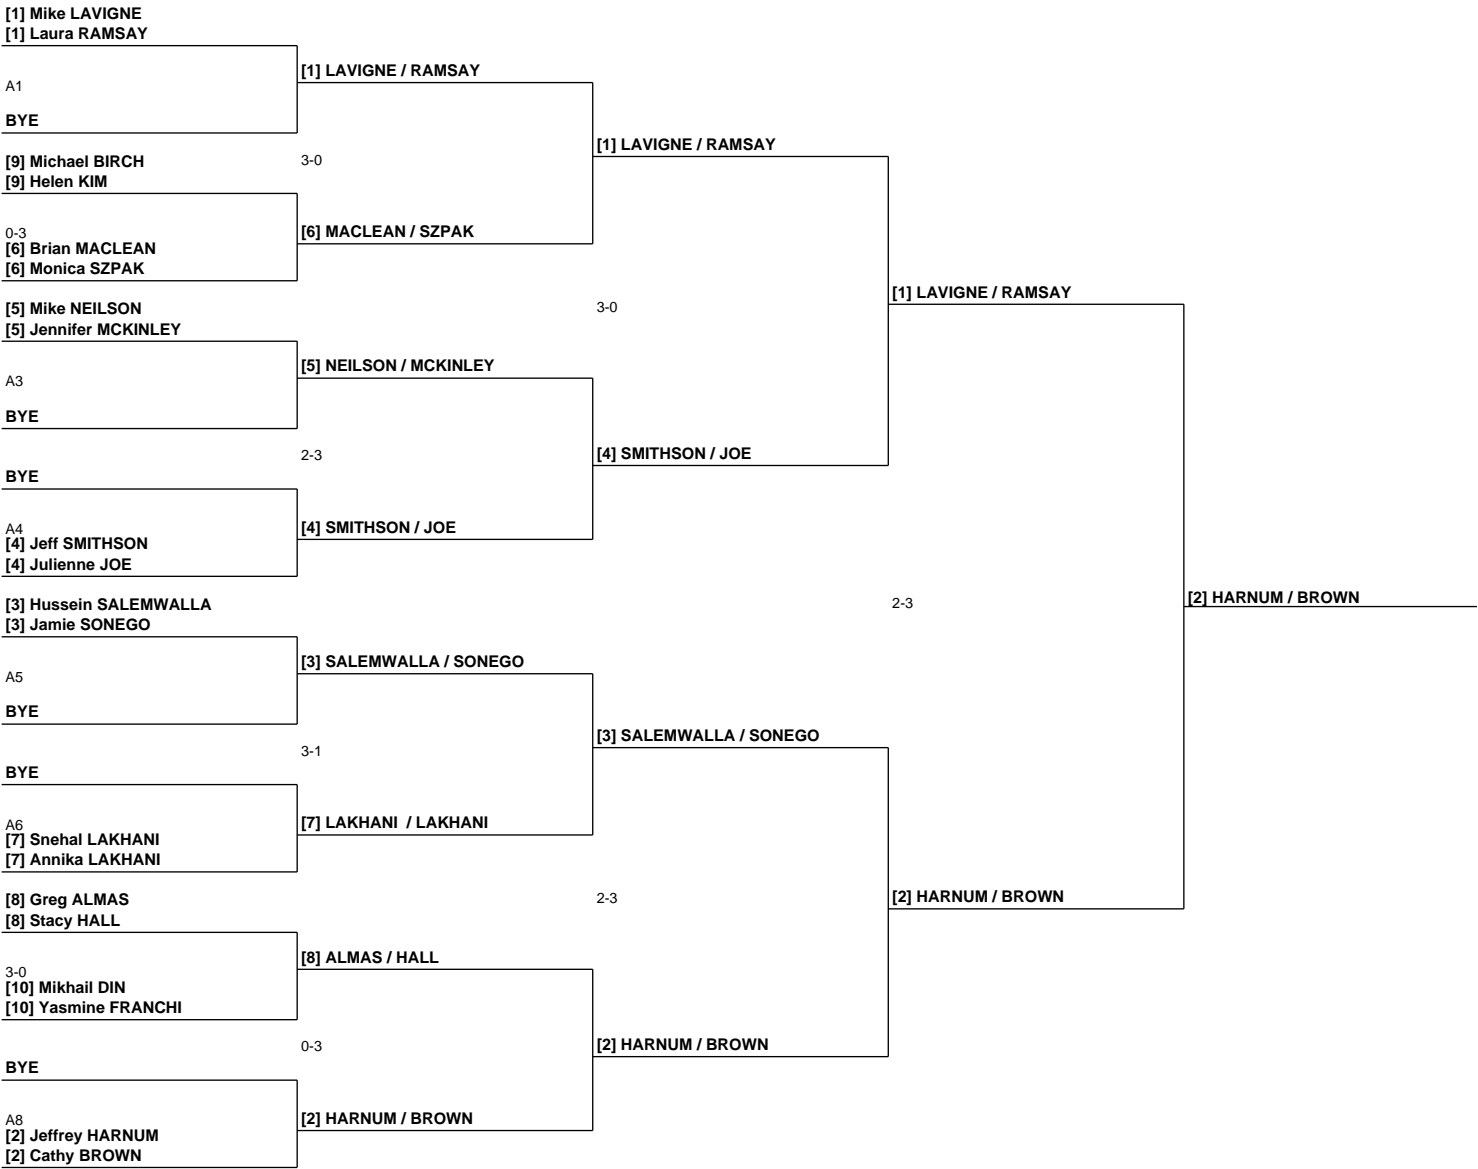 [1] Mike LAVIGNE
[1] Laura RAMSAY
[1] LAVIGNE / RAMSAY
A1
BYE
[1] LAVIGNE / RAMSAY
[9] Michael BIRCH
3-0
[9] Helen KIM
0-3
[6] MACLEAN / SZPAK
[6] Brian MACLEAN
[6] Monica SZPAK
[1] LAVIGNE / RAMSAY
[5] Mike NEILSON
3-0
[5] Jennifer MCKINLEY
[5] NEILSON / MCKINLEY
A3
BYE
2-3
[4] SMITHSON / JOE
BYE
A4
[4] SMITHSON / JOE
[4] Jeff SMITHSON
[4] Julienne JOE
[2] HARNUM / BROWN
[3] Hussein SALEMWALLA
2-3
[3] Jamie SONEGO
[3] SALEMWALLA / SONEGO
A5
BYE
[3] SALEMWALLA / SONEGO
3-1
BYE
A6
[7] LAKHANI / LAKHANI
[7] Snehal LAKHANI
[7] Annika LAKHANI
[8] Greg ALMAS
2-3
[2] HARNUM / BROWN
[8] Stacy HALL
[8] ALMAS / HALL
3-0
[10] Mikhail DIN
[10] Yasmine FRANCHI
0-3
[2] HARNUM / BROWN
BYE
A8
[2] HARNUM / BROWN
[2] Jeffrey HARNUM
[2] Cathy BROWN